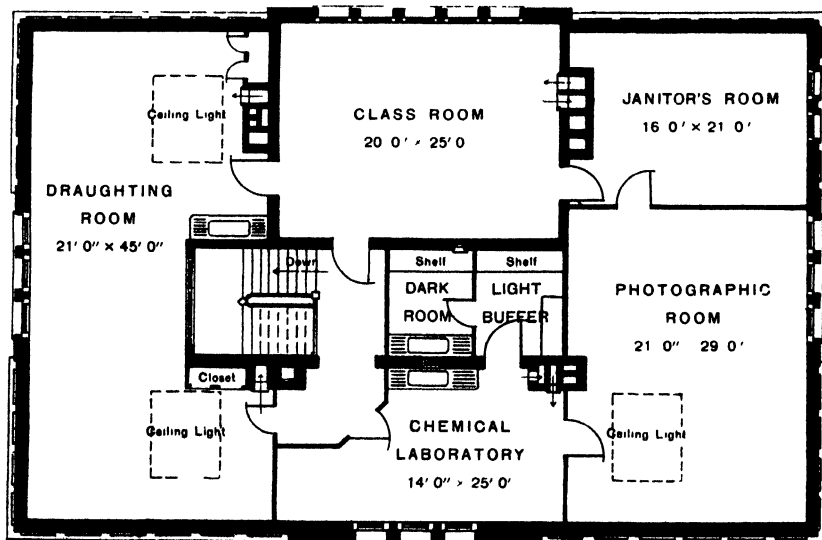 CLASS ROOM
20 0' × 25' 0
JANITOR'S ROOM
16 0' × 21 0'
Ceiling Light
DRAUGHTING
ROOM
21' 0" × 45' 0"
Down
Shelf
Shelf
DARK
ROOM
LIGHT
BUFFER
PHOTOGRAPHIC
ROOM
21 0" 29 0'
Closet
Ceiling Light
CHEMICAL
LABORATORY
14' 0" × 25' 0'
Ceiling Light